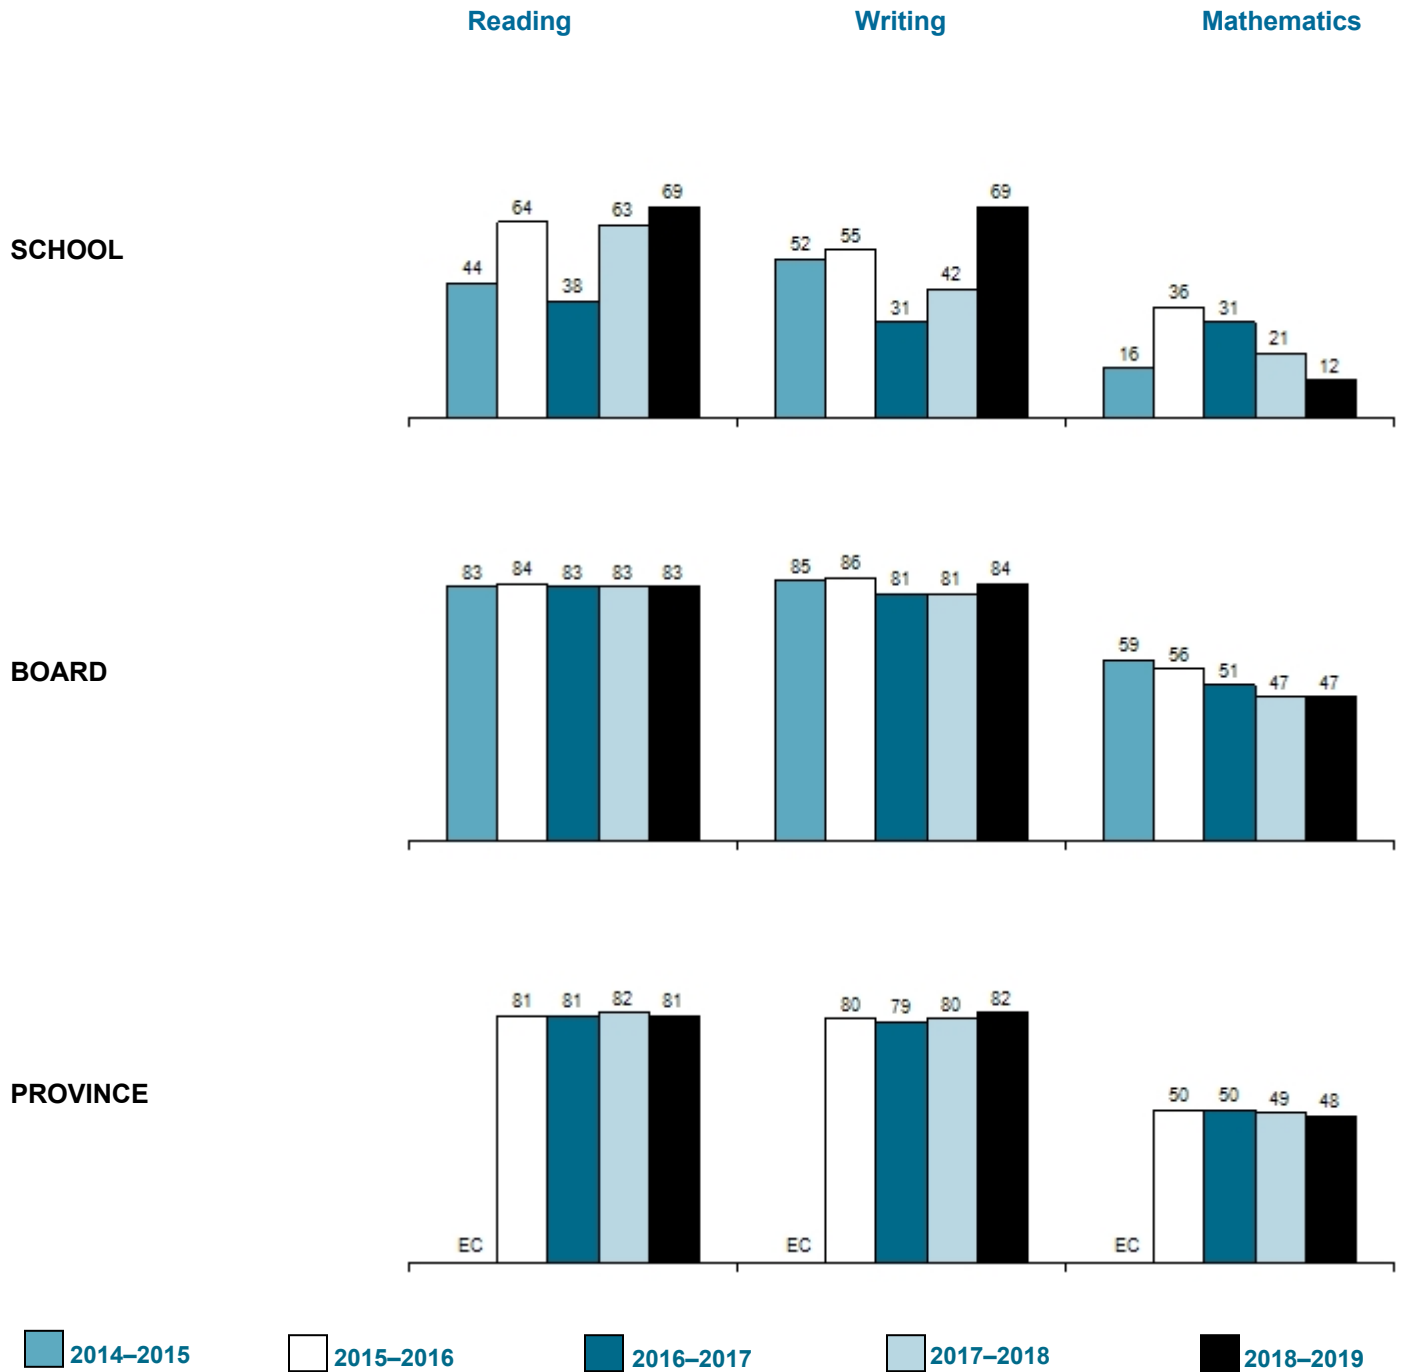 Reading Writing Mathematics
SCHOOL
44 64 38 63 69 52 55 31 42 69 16 36 31 21 12
BOARD
83 84 83 83 83 85 86 81 81 84 59 56 51 47 47
PROVINCE
EC 81 81 82 81 EC 80 79 80 82 EC 50 50 49 48
2014–2015 2015–2016 2016–2017 2017–2018 2018–2019